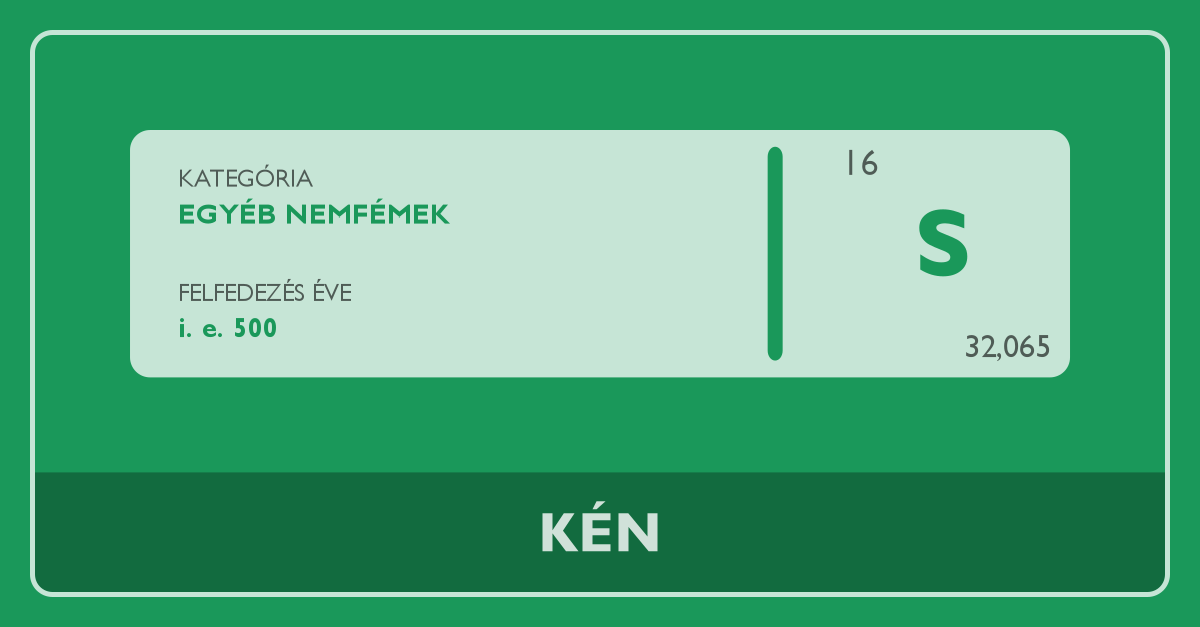 KATEGÓRIA
EGYÉB NEMFÉMEK
FELFEDEZÉS ÉVE
i. e. 500
16
S
32,065
KÉN